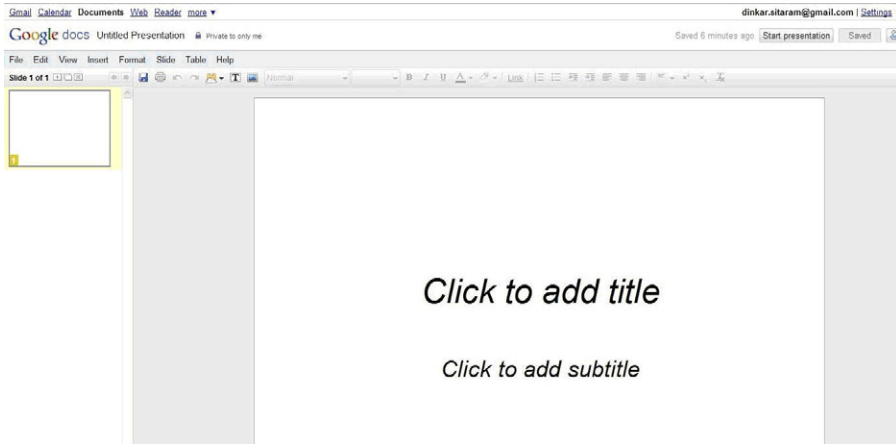 Gmail Calendar Documents Web Reader more ▼ dinkar.sitaram@gmail.com | Settings
Google docs Untitled Presentation Private to only me Saved 6 minutes ago Start presentation Saved
File Edit View Insert Format Slide Table Help
Slide 1 of 1 T Normal B I U A Link
1
Click to add title
Click to add subtitle